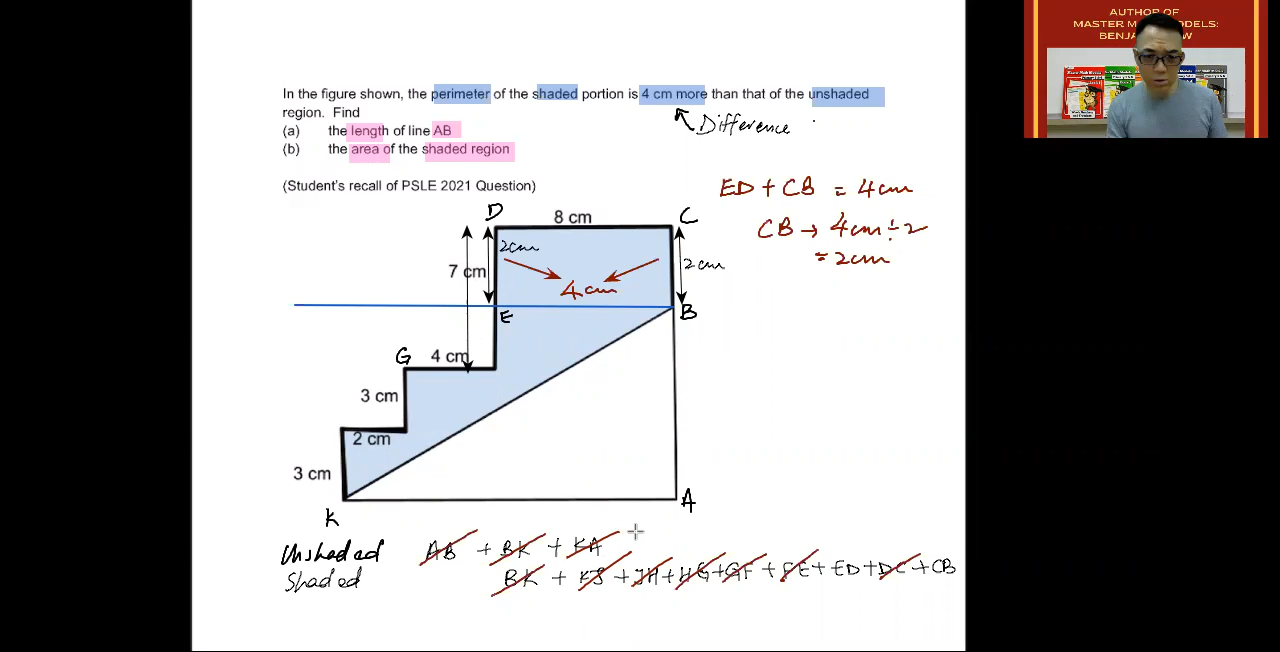 AUTHOR OF
MASTER M
DELS:
BENJA
W
In the figure shown, the perimeter of the shaded portion is 4 cm more than that of the unshaded
region. Find
Difference
(a) the length of line AB
(b) the area of the shaded region
(Student's recall of PSLE 2021 Question)
ED + CB = 4cm
CB → 4cm ÷ 2
= 2cm
D 8 cm C
2cm
7 cm
2cm
4cm
E B
G 4 cm
3 cm
2 cm
3 cm
A
K
Unshaded AB + BK + KA
Shaded BK + KJ + JH + HG + GF + FE + ED + DC + CB